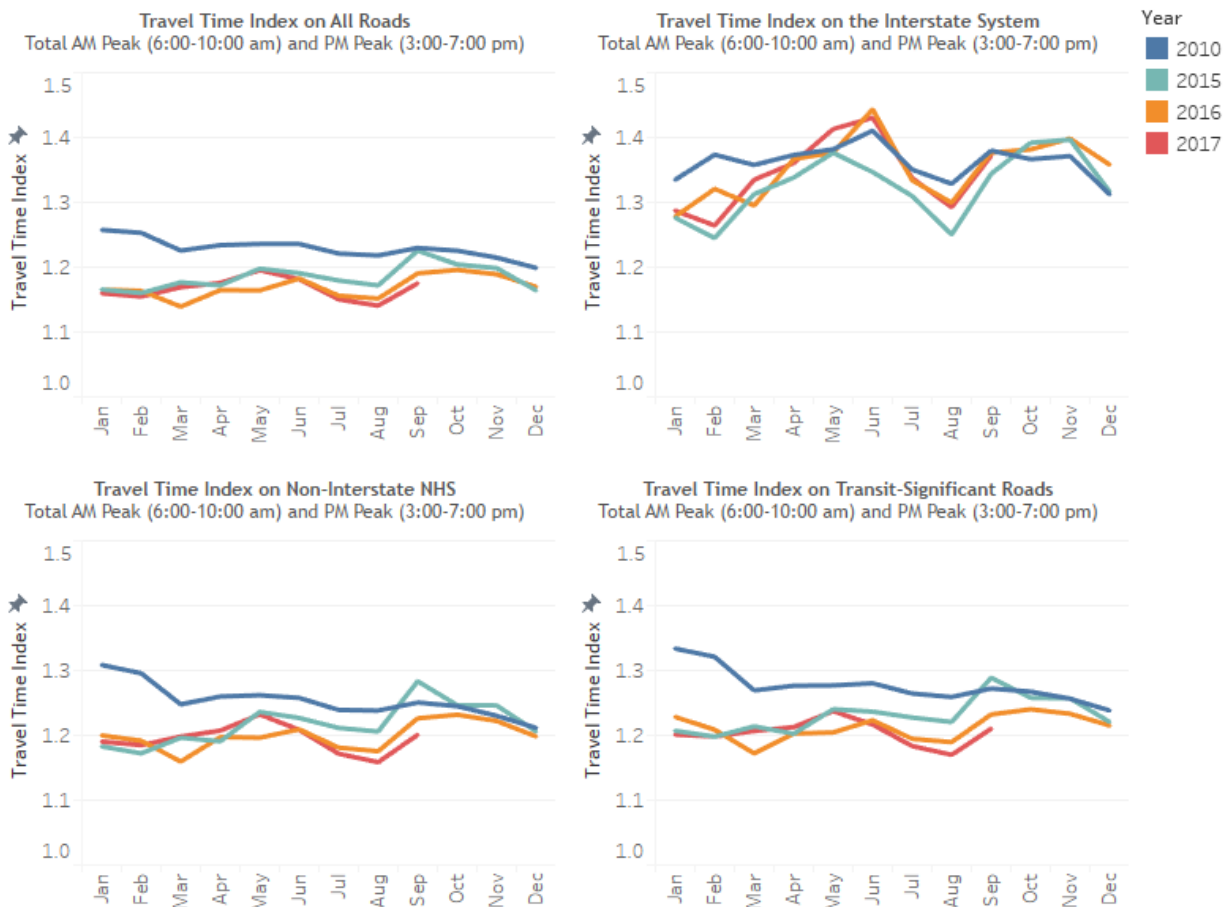 Travel Time Index on All Roads
Total AM Peak (6:00-10:00 am) and PM Peak (3:00-7:00 pm)
Travel Time Index
1.5
1.4
1.3
1.2
1.1
1.0
Jan Feb Mar Apr May Jun Jul Aug Sep Oct Nov Dec
Travel Time Index on the Interstate System
Total AM Peak (6:00-10:00 am) and PM Peak (3:00-7:00 pm)
Travel Time Index
1.5
1.4
1.3
1.2
1.1
1.0
Jan Feb Mar Apr May Jun Jul Aug Sep Oct Nov Dec
Year
2010
2015
2016
2017
Travel Time Index on Non-Interstate NHS
Total AM Peak (6:00-10:00 am) and PM Peak (3:00-7:00 pm)
Travel Time Index
1.5
1.4
1.3
1.2
1.1
1.0
Jan Feb Mar Apr May Jun Jul Aug Sep Oct Nov Dec
Travel Time Index on Transit-Significant Roads
Total AM Peak (6:00-10:00 am) and PM Peak (3:00-7:00 pm)
Travel Time Index
1.5
1.4
1.3
1.2
1.1
1.0
Jan Feb Mar Apr May Jun Jul Aug Sep Oct Nov Dec